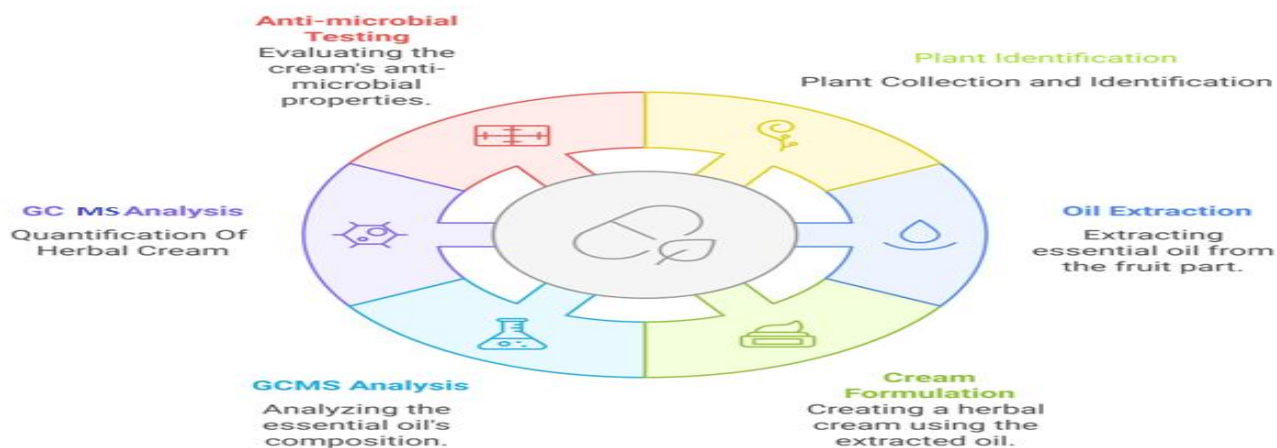 Anti-microbial
Testing
Evaluating the
cream's anti-
microbial
properties.
Plant Identification
Plant Collection and Identification
GC MS Analysis
Quantification Of
Herbal Cream
Oil Extraction
Extracting
essential oil from
the fruit part.
GCMS Analysis
Analyzing the
essential oil's
composition.
Cream
Formulation
Creating a herbal
cream using the
extracted oil.